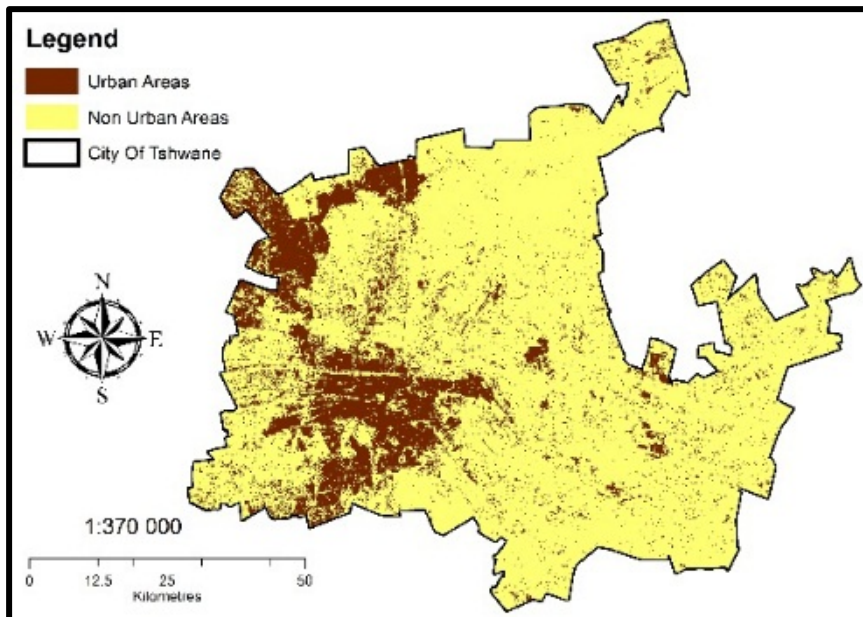 Legend
Urban Areas
Non Urban Areas
City Of Tshwane
N
W E
S
1:370 000
0 12.5 25 50
Kilometres